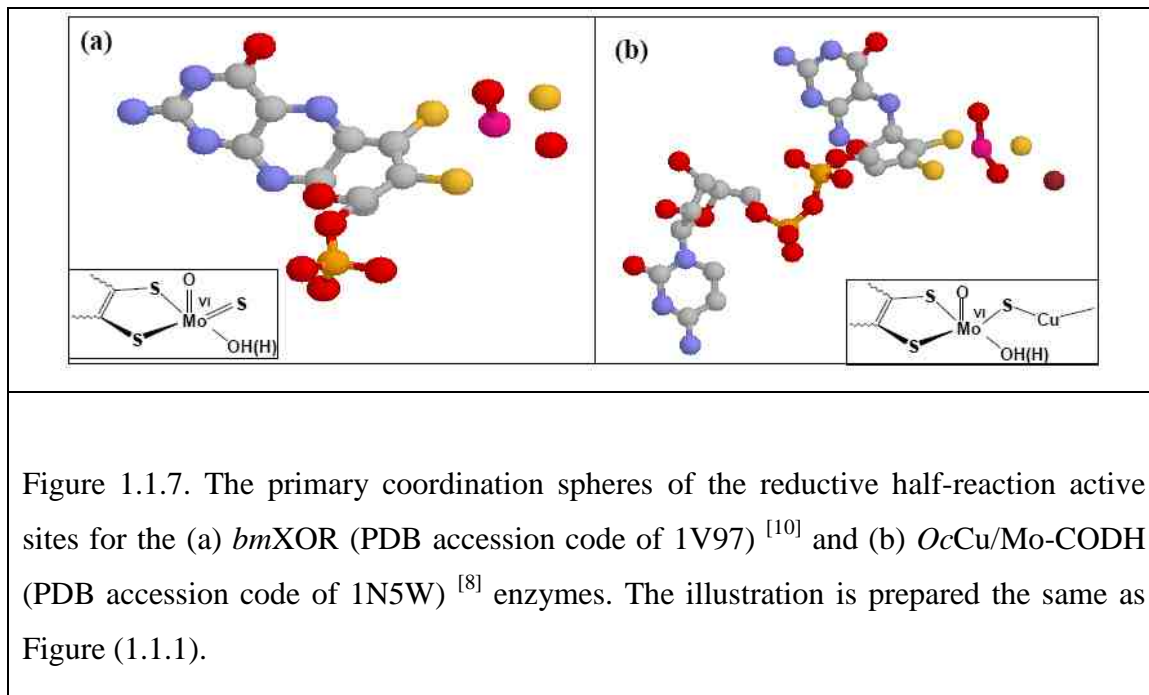 (a)
(b)
O
S
VI
S
Mo
S
OH(H)
O
S
VI
S
Cu
Mo
S
OH(H)
Figure 1.1.7. The primary coordination spheres of the reductive half-reaction active
sites for the (a) bmXOR (PDB accession code of 1V97) [10] and (b) OcCu/Mo-CODH
(PDB accession code of 1N5W) [8] enzymes. The illustration is prepared the same as
Figure (1.1.1).